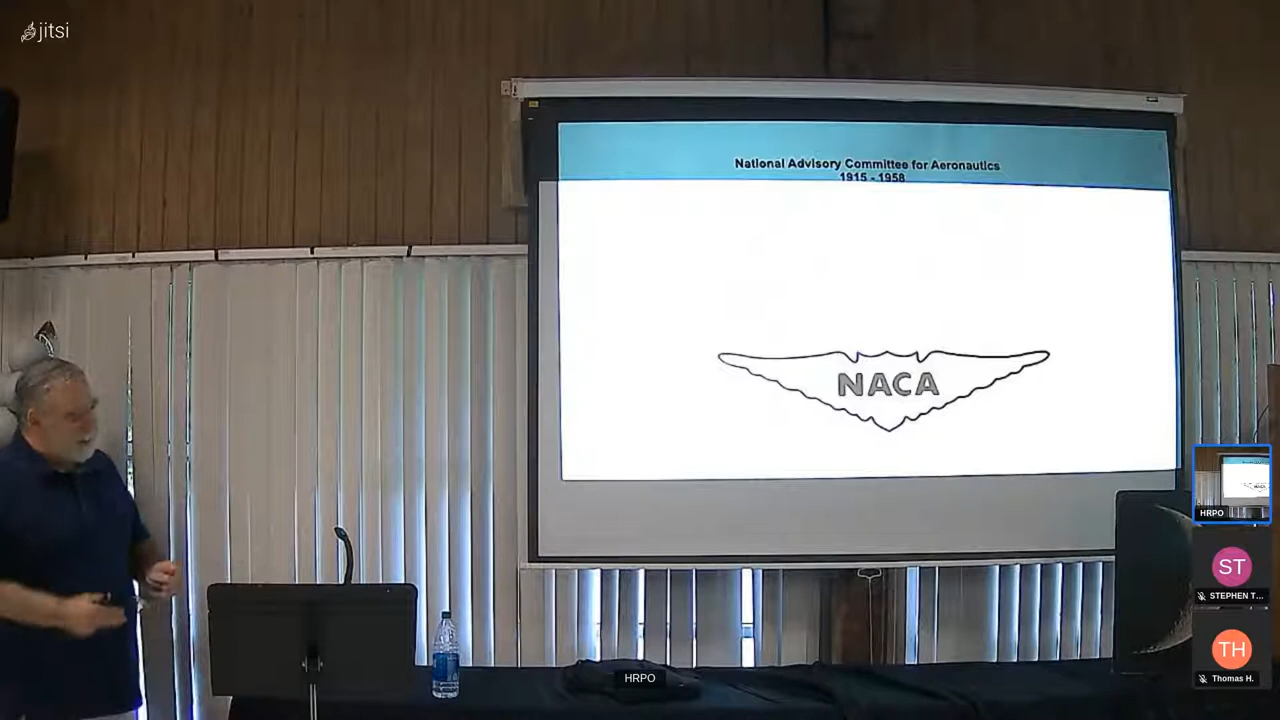 jitsi
National Advisory Committee for Aeronautics
1915 - 1958
NACA
HRPO
ST
STEPHEN T...
TH
Thomas H.
HRPO